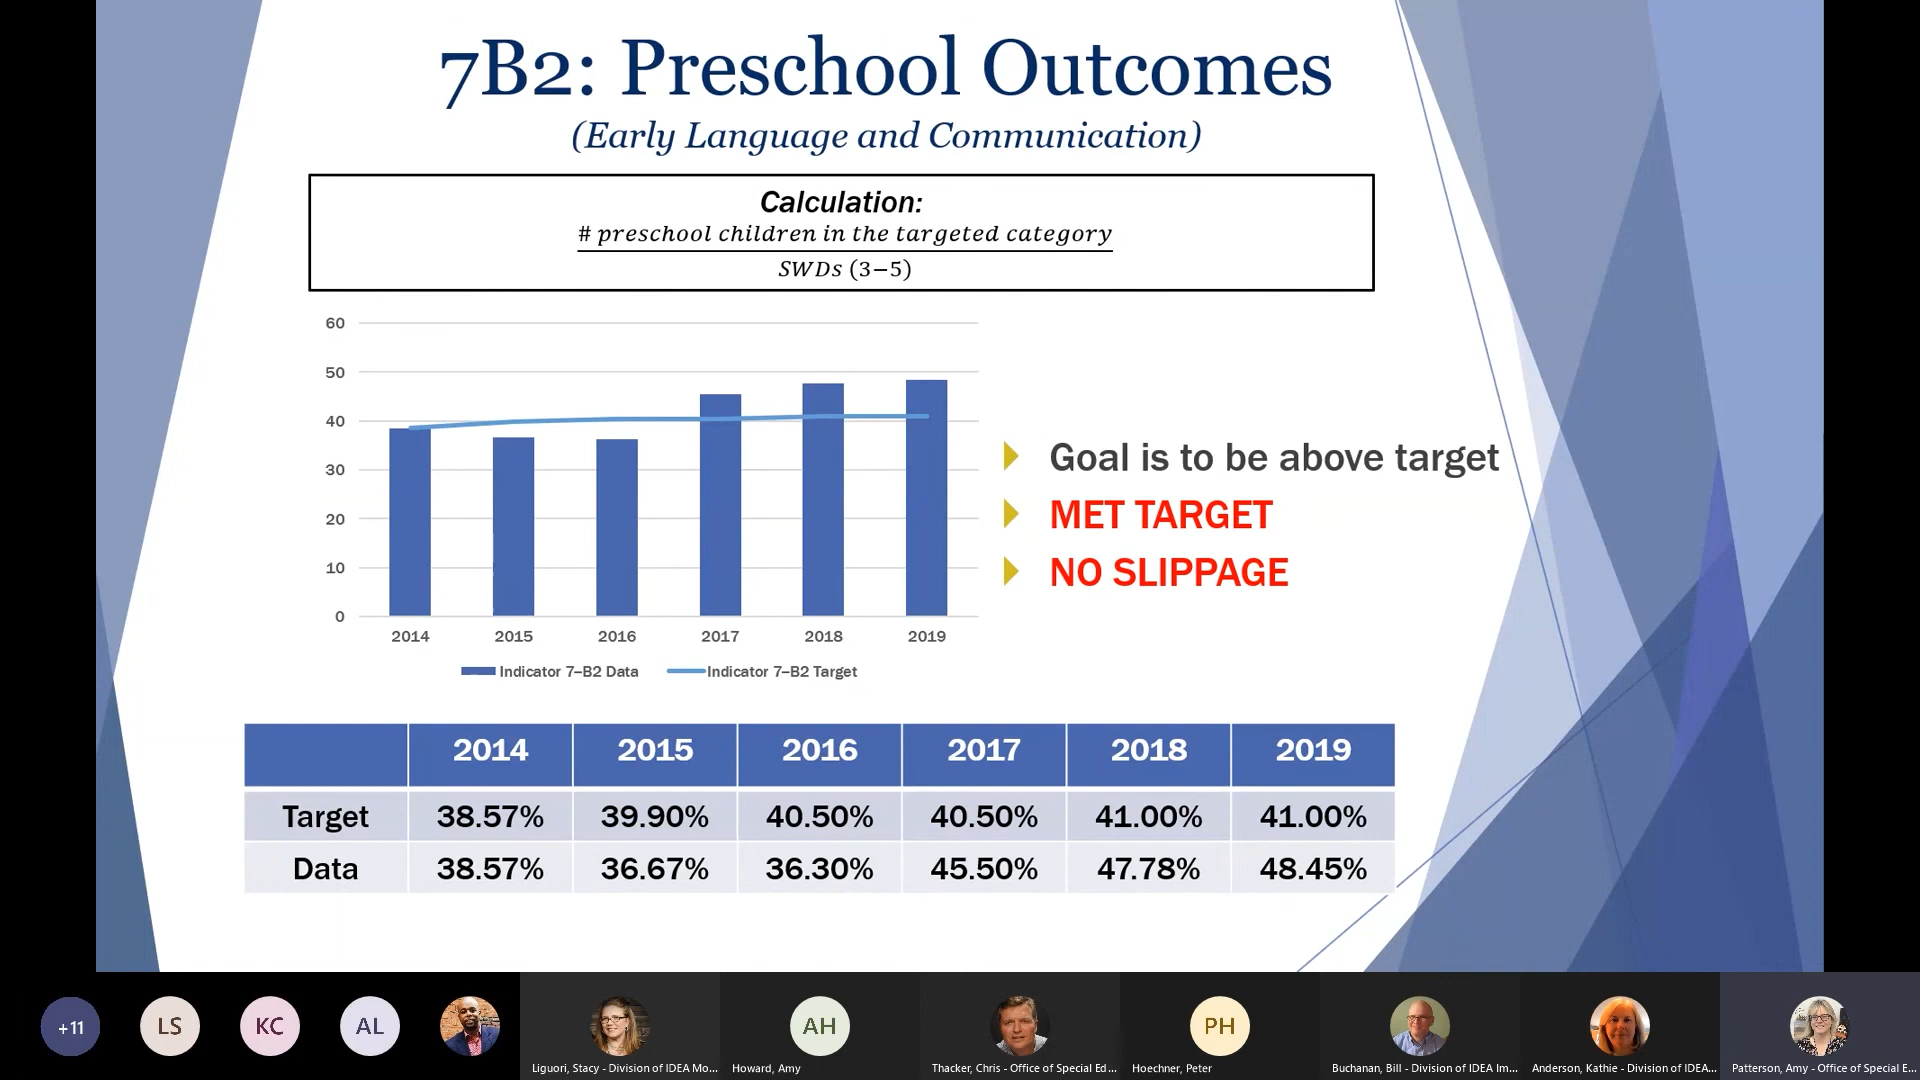 7B2: Preschool Outcomes
(Early Language and Communication)
Calculation:
# preschool children in the targeted category
SWDs (3–5)
60
50
40
30
20
10
0
2014 2015 2016 2017 2018 2019
Indicator 7–B2 Data Indicator 7–B2 Target
Goal is to be above target
MET TARGET
NO SLIPPAGE
2014 2015 2016 2017 2018 2019
Target 38.57% 39.90% 40.50% 40.50% 41.00% 41.00%
Data 38.57% 36.67% 36.30% 45.50% 47.78% 48.45%
+11 LS KC AL AH PH
Liguori, Stacy - Division of IDEA Mo... Howard, Amy Thacker, Chris - Office of Special Ed... Hoechner, Peter Buchanan, Bill - Division of IDEA Im... Anderson, Kathie - Division of IDEA... Patterson, Amy - Office of Special E...